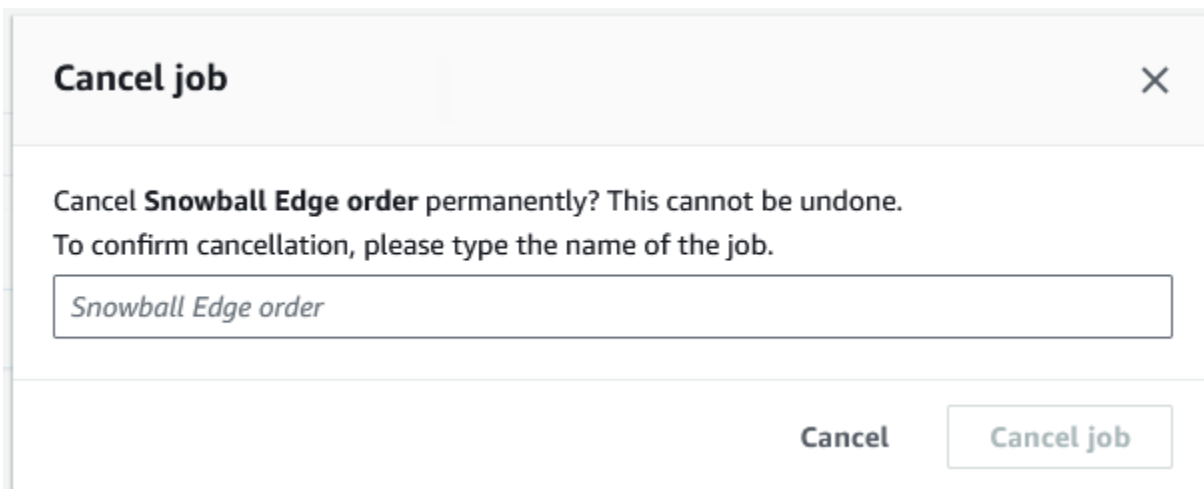 Cancel job
Cancel Snowball Edge order permanently? This cannot be undone.
To confirm cancellation, please type the name of the job.
Snowball Edge order
Cancel
Cancel job